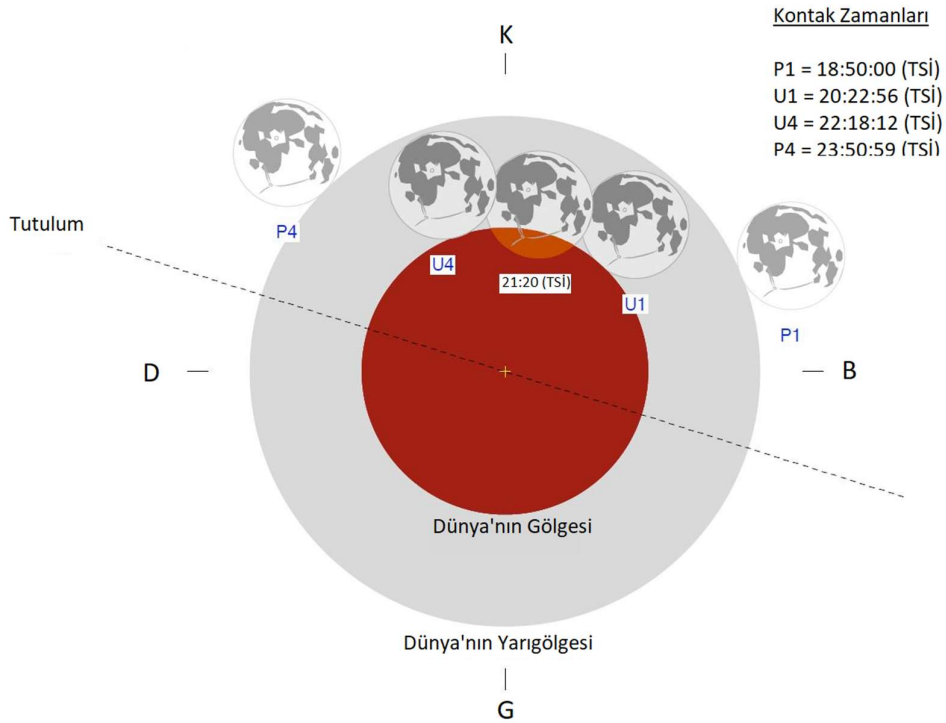 Kontak Zamanları
P1 = 18:50:00 (TSİ)
U1 = 20:22:56 (TSİ)
U4 = 22:18:12 (TSİ)
P4 = 23:50:59 (TSİ)
K
Tutulum
P4
U4
21:20 (TSİ)
U1
P1
D
B
Dünya'nın Gölgesi
Dünya'nın Yarıgölgesi
G